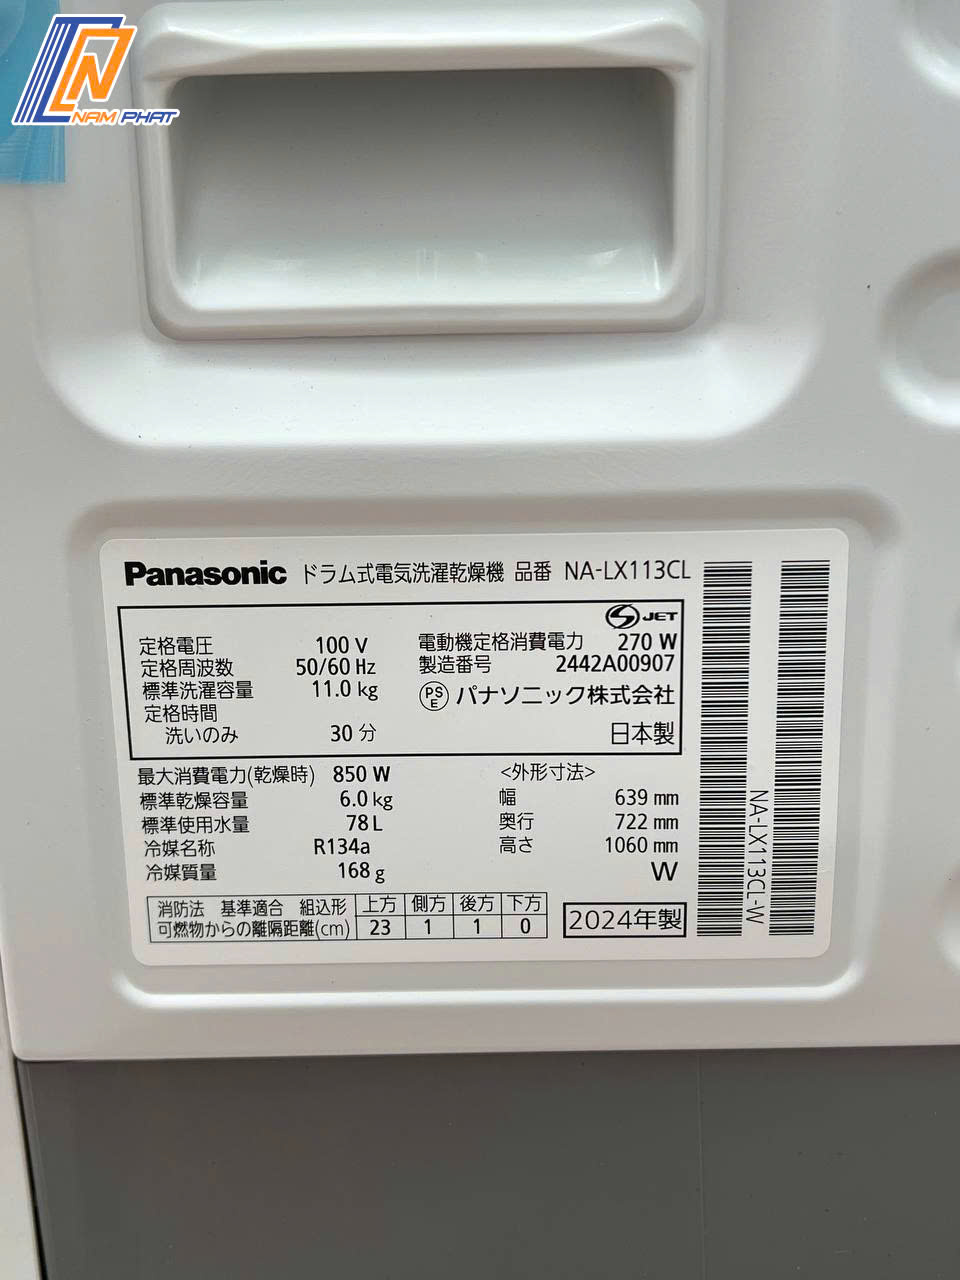 NAM PHAT
Panasonic ドラム式電気洗濯乾燥機 品番 NA-LX113CL
JET
定格電圧 100 V 電動機定格消費電力 270 W
定格周波数 50/60 Hz 製造番号 2442A00907
標準洗濯容量 11.0 kg PSE パナソニック株式会社
定格時間
洗いのみ 30 分 日本製
最大消費電力(乾燥時) 850 W <外形寸法>
標準乾燥容量 6.0 kg 幅 639 mm
標準使用水量 78 L 奥行 722 mm
冷媒名称 R134a 高さ 1060 mm
冷媒質量 168 g W
消防法 基準適合 組込形 上方 側方 後方 下方
可燃物からの離隔距離(cm) 23 1 1 0 2024年製
NA-LX113CL-W